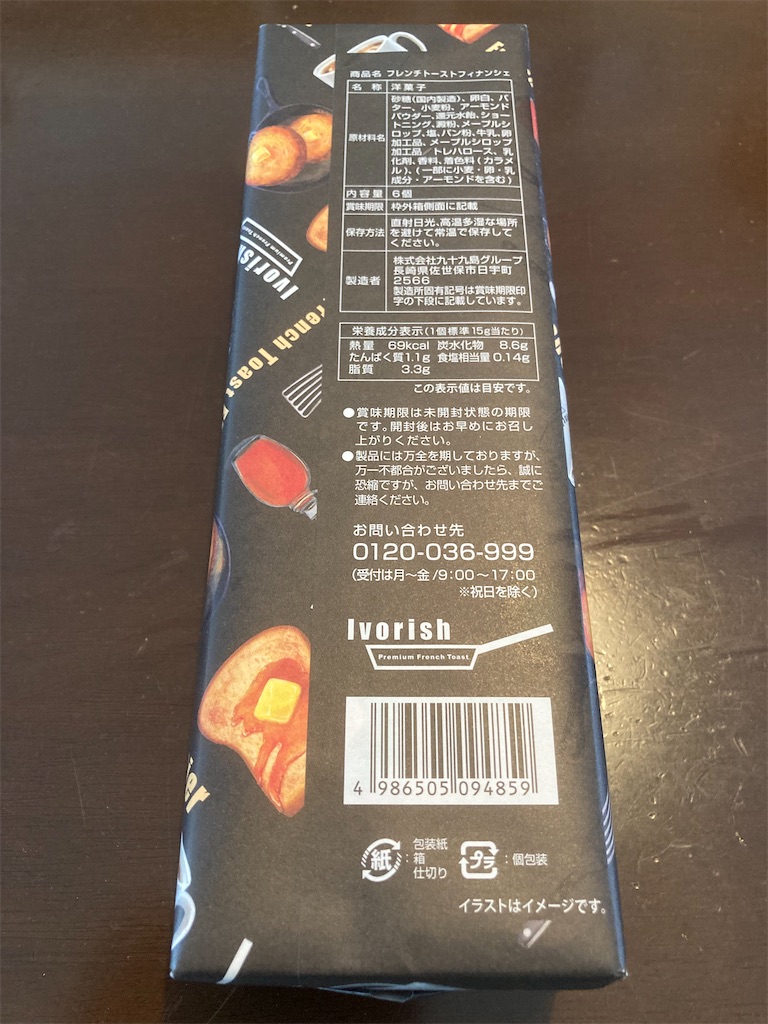 商品名 フレンチトーストフィナンシェ
名称 洋菓子
原材料名 砂糖(国内製造)、卵白、バ
ター、小麦粉、アーモンド
パウダー、還元水飴、ショー
トニング、澱粉、メープルシ
ロップ、塩、パン粉、牛乳、卵
加工品、メープルシロップ
加工品/トレハロース、乳
化剤、香料、着色料(カラメ
ル)、(一部に小麦・卵・乳
成分・アーモンドを含む)
内容量 6個
賞味期限 枠外箱側面に記載
保存方法 直射日光、高温多湿な場所
を避けて常温で保存して
ください。
製造者 株式会社九十九島グループ
長崎県佐世保市日宇町
2566
製造所固有記号は賞味期限印
字の下段に記載しています。
栄養成分表示(1個標準15g当たり)
熱量 69kcal 炭水化物 8.6g
たんぱく質1.1g 食塩相当量0.14g
脂質 3.3g
この表示値は目安です。
●賞味期限は未開封状態の期限
です。開封後はお早めにお召し
上がりください。
●製品には万全を期しておりますが、
万一不都合がございましたら、誠に
恐縮ですが、お問い合わせ先までご
連絡ください。
お問い合わせ先
0120-036-999
(受付は月〜金/9:00〜17:00
※祝日を除く)
Ivorish
Premium French Toast
4 986505 094859
紙 : 包装紙
箱
仕切り
プラ : 個包装
イラストはイメージです。
Ivorish
Premium French Toast
French Toast